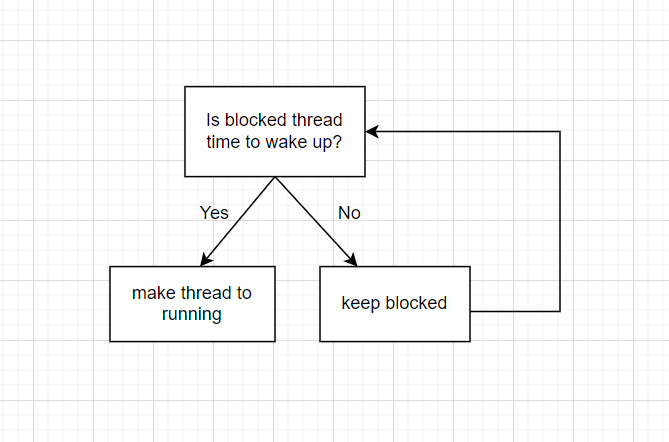 Is blocked thread
time to wake up?
Yes
No
make thread to
running
keep blocked